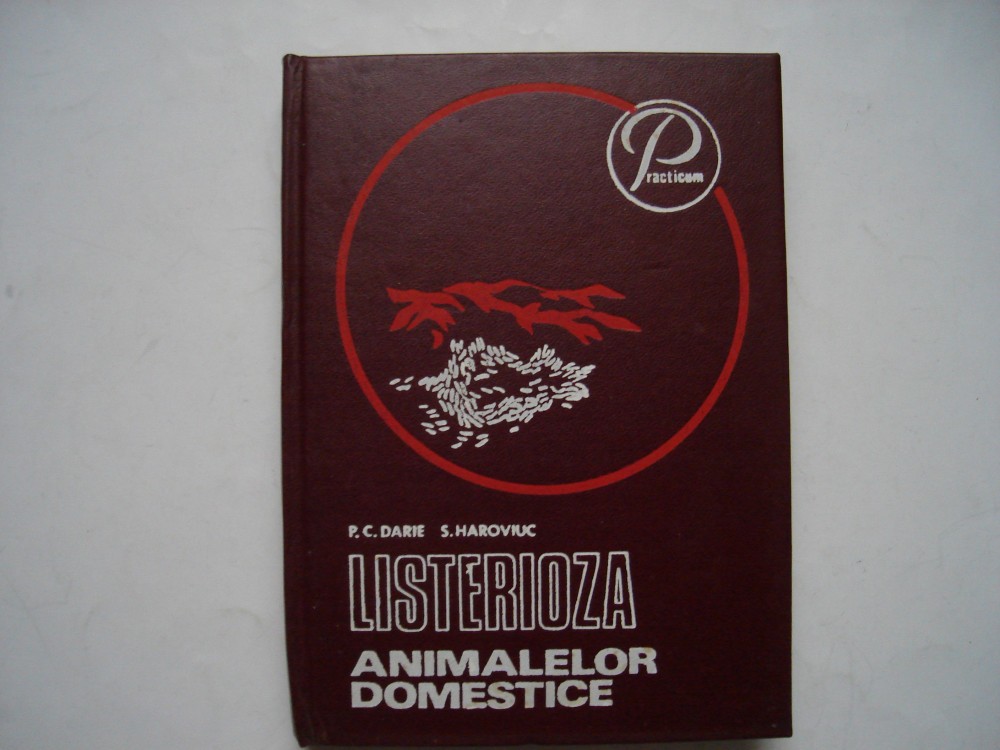 Practicum
P. C. DARIE S. HAROVIUC
LISTERIOZA
ANIMALELOR
DOMESTICE